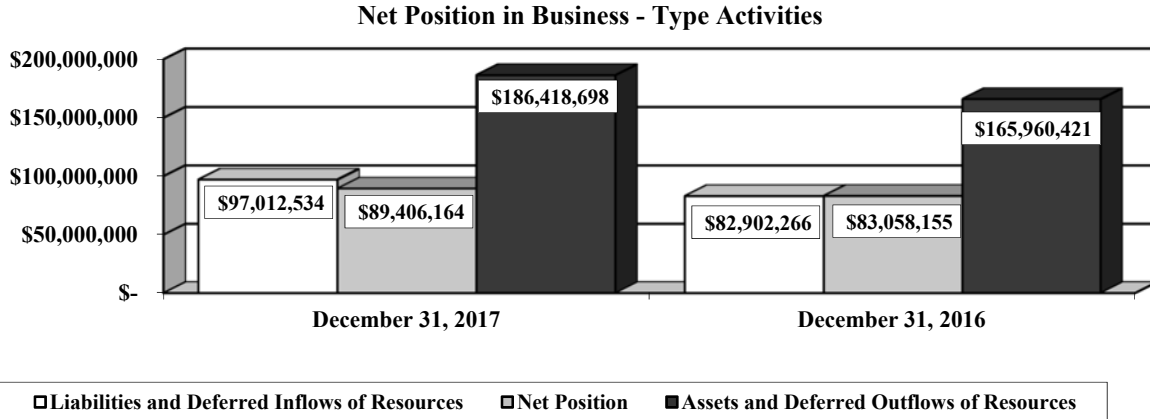 Net Position in Business - Type Activities
$200,000,000
$150,000,000
$100,000,000
$50,000,000
$-
$186,418,698
$165,960,421
$97,012,534
$89,406,164
$82,902,266
$83,058,155
December 31, 2017
December 31, 2016
Liabilities and Deferred Inflows of Resources
Net Position
Assets and Deferred Outflows of Resources